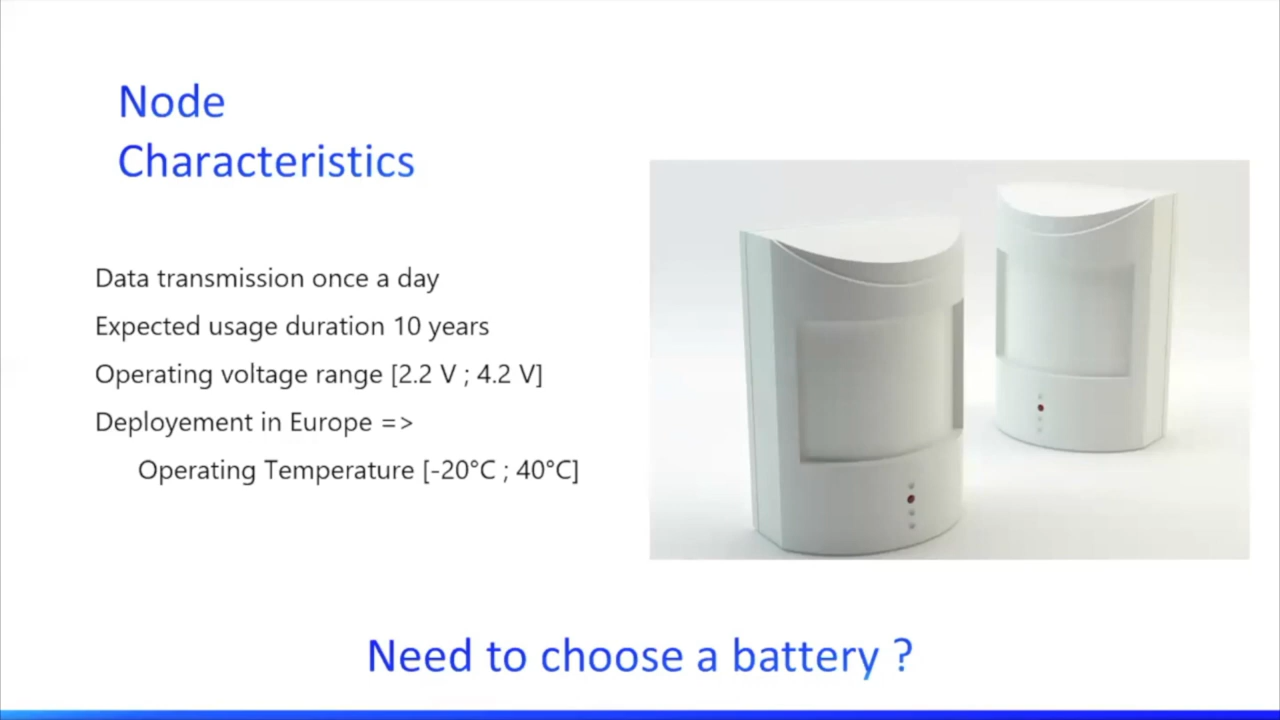 Node
Characteristics
Data transmission once a day
Expected usage duration 10 years
Operating voltage range [2.2 V ; 4.2 V]
Deployement in Europe =>
Operating Temperature [-20°C ; 40°C]
Need to choose a battery ?